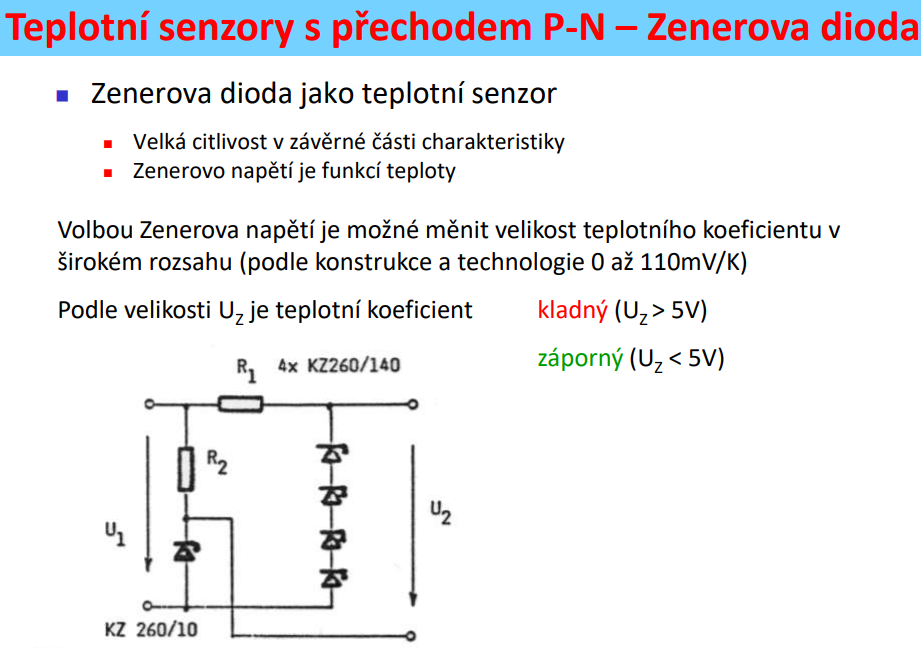 Teplotní senzory s přechodem P-N – Zenerova dioda
Zenerova dioda jako teplotní senzor
Velká citlivost v závěrné části charakteristiky
Zenerovo napětí je funkcí teploty
Volbou Zenerova napětí je možné měnit velikost teplotního koeficientu v
širokém rozsahu (podle konstrukce a technologie 0 až 110mV/K)
Podle velikosti UZ je teplotní koeficient kladný (UZ > 5V)
záporný (UZ < 5V)
R1 4x KZ260/140
R2
U1
U2
KZ 260/10